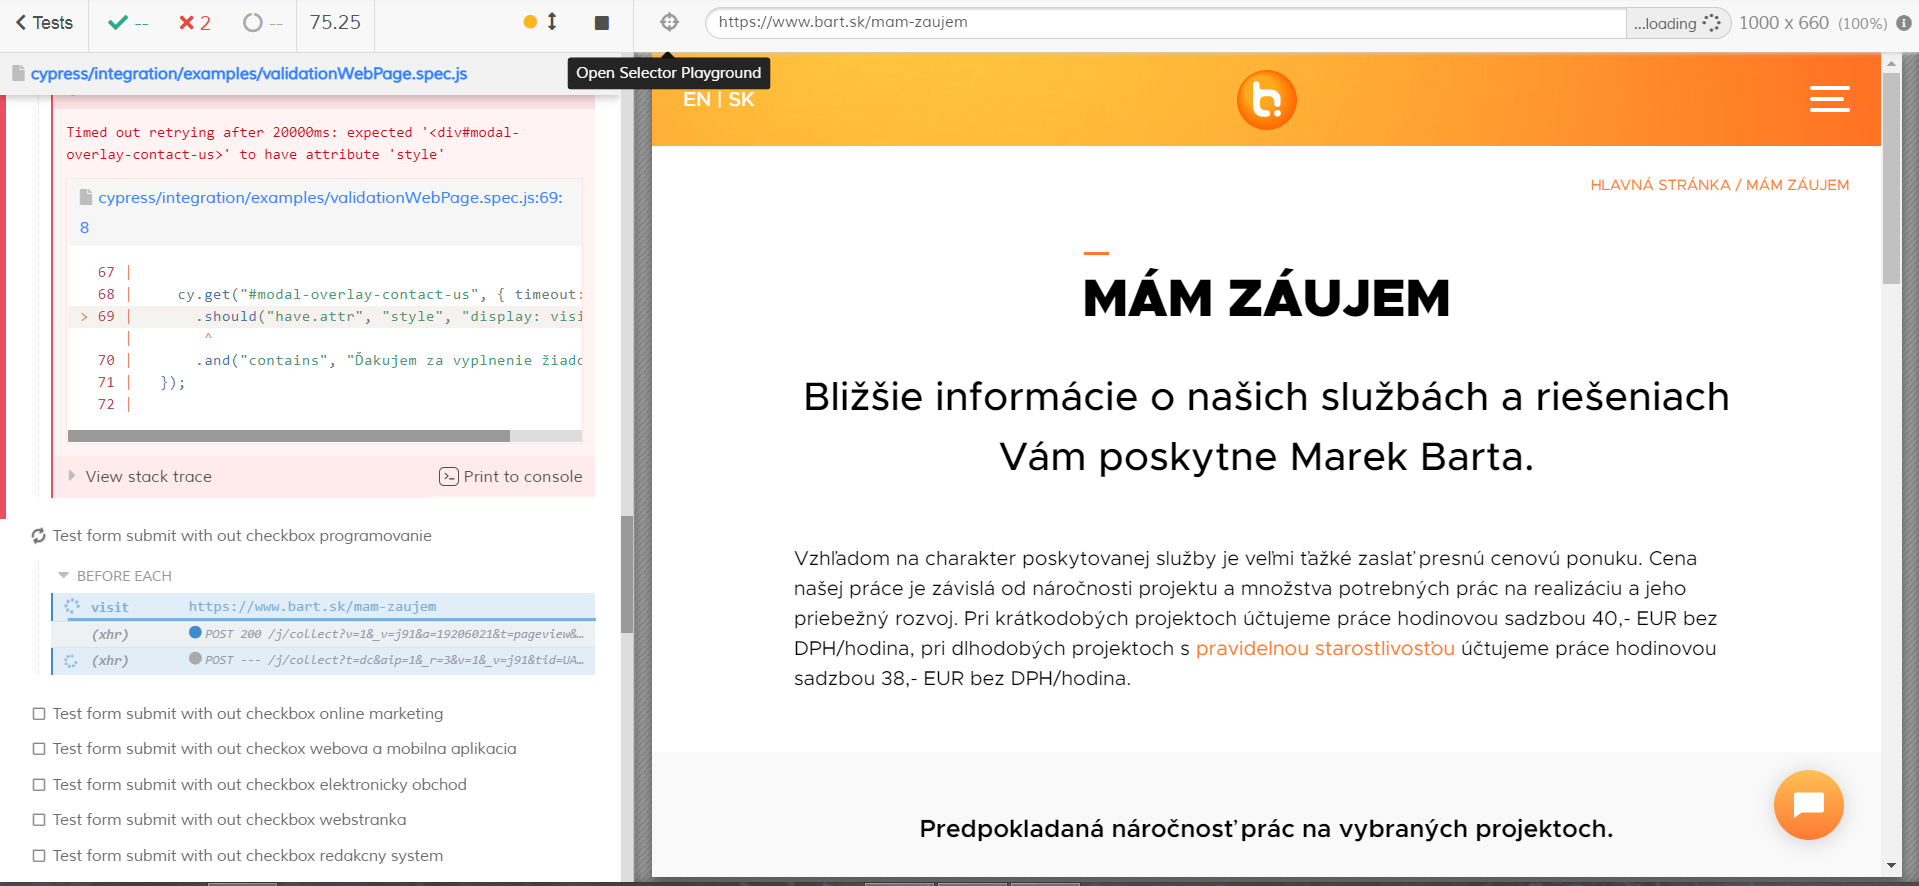 Tests
--
2
--
75.25
https://www.bart.sk/mam-zaujem
...loading
1000 x 660 (100%)
cypress/integration/examples/validationWebPage.spec.js
Open Selector Playground
Timed out retrying after 20000ms: expected '<div#modal-
overlay-contact-us>' to have attribute 'style'
cypress/integration/examples/validationWebPage.spec.js:69:
8
67 |
68 | cy.get("#modal-overlay-contact-us", { timeout:
> 69 | .should("have.attr", "style", "display: visi
| ^
70 | .and("contains", "Ďakujem za vyplnenie žiado
71 | });
72 |
View stack trace
Print to console
Test form submit with out checkbox programovanie
BEFORE EACH
visit https://www.bart.sk/mam-zaujem
(xhr) POST 200 /j/collect?v=1&_v=j91&a=19206021&t=pageview&...
(xhr) POST --- /j/collect?t=dc&aip=1&_r=3&v=1&_v=j91&tid=UA...
Test form submit with out checkbox online marketing
Test form submit with out checkox webova a mobilna aplikacia
Test form submit with out checkbox elektronicky obchod
Test form submit with out checkbox webstranka
Test form submit with out checkbox redakcny system
EN | SK
b.
HLAVNÁ STRÁNKA / MÁM ZÁUJEM
MÁM ZÁUJEM
Bližšie informácie o našich službách a riešeniach
Vám poskytne Marek Barta.
Vzhľadom na charakter poskytovanej služby je veľmi ťažké zaslať presnú cenovú ponuku. Cena
našej práce je závislá od náročnosti projektu a množstva potrebných prác na realizáciu a jeho
priebežný rozvoj. Pri krátkodobých projektoch účtujeme práce hodinovou sadzbou 40,- EUR bez
DPH/hodina, pri dlhodobých projektoch s pravidelnou starostlivosťou účtujeme práce hodinovou
sadzbou 38,- EUR bez DPH/hodina.
Predpokladaná náročnosť prác na vybraných projektoch.